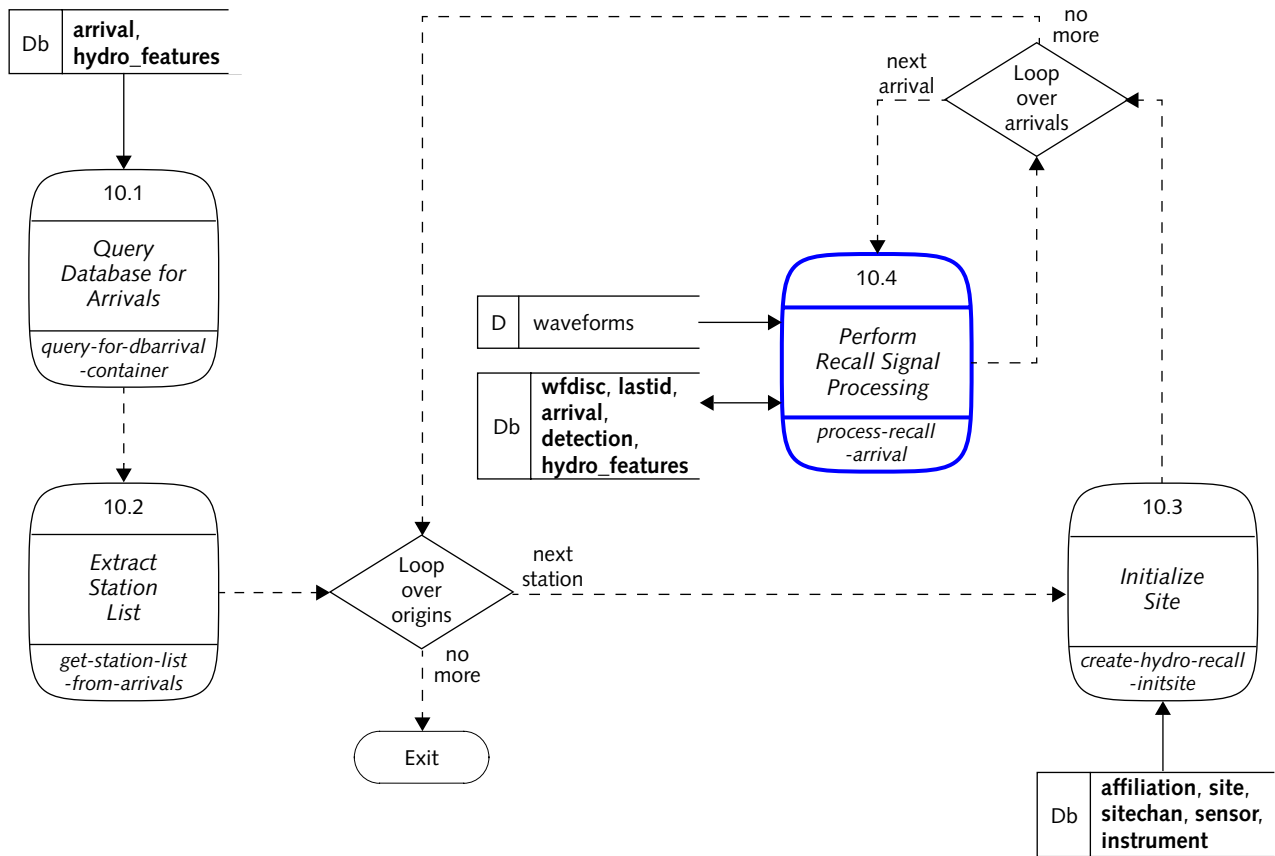 Db
arrival,
hydro_features
10.1
Query
Database for
Arrivals
query-for-dbarrival
-container
10.2
Extract
Station
List
get-station-list
-from-arrivals
Loop
over
origins
next
station
no
more
Exit
10.3
Initialize
Site
create-hydro-recall
-initsite
Db
affiliation, site,
sitechan, sensor,
instrument
Loop
over
arrivals
no
more
next
arrival
10.4
Perform
Recall Signal
Processing
process-recall
-arrival
D
waveforms
Db
wfdisc, lastid,
arrival,
detection,
hydro_features